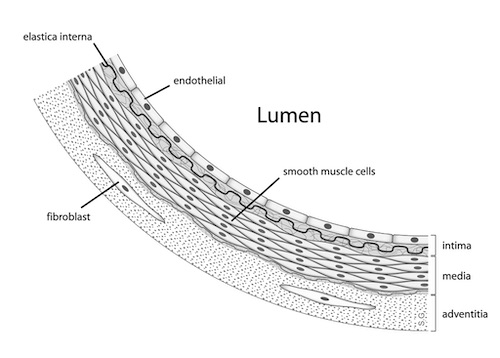 elastica interna
endothelial
Lumen
smooth muscle cells
fibroblast
intima
media
adventitia
S.G.